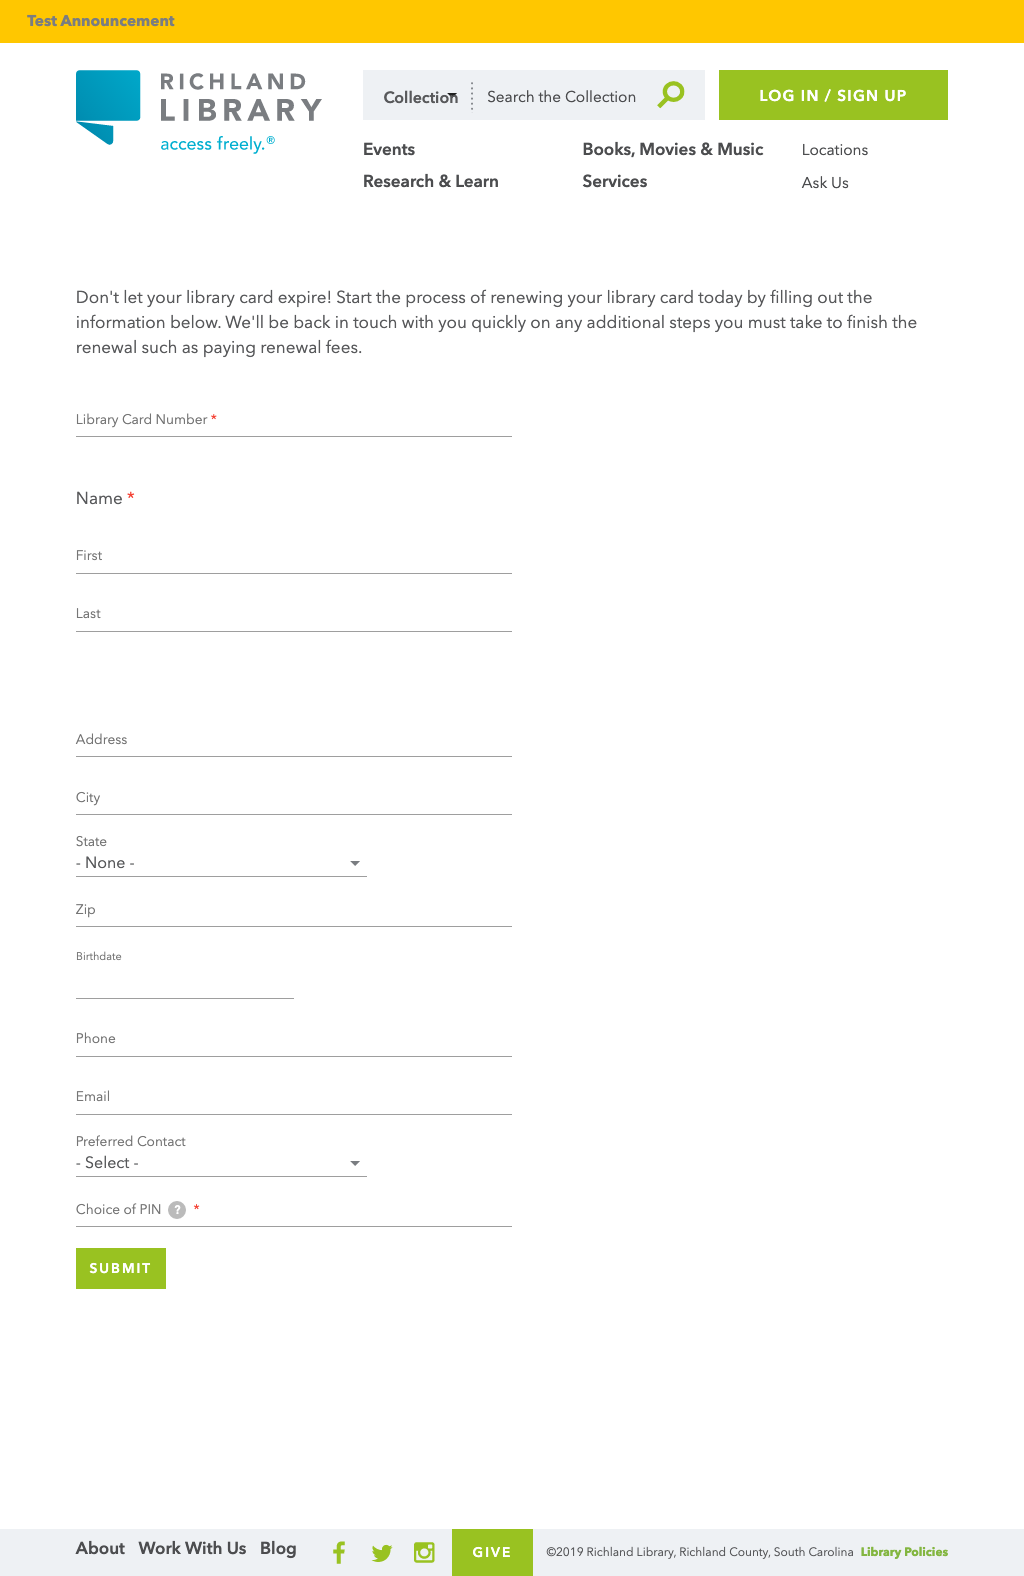 Test Announcement
RICHLAND
LIBRARY
access freely.®
Collection
Search the Collection
LOG IN / SIGN UP
Events
Books, Movies & Music
Locations
Research & Learn
Services
Ask Us
Don't let your library card expire! Start the process of renewing your library card today by filling out the
information below. We'll be back in touch with you quickly on any additional steps you must take to finish the
renewal such as paying renewal fees.
Library Card Number *
Name *
First
Last
Address
City
State
- None -
Zip
Birthdate
Phone
Email
Preferred Contact
- Select -
Choice of PIN ? *
SUBMIT
About Work With Us Blog
GIVE
©2019 Richland Library, Richland County, South Carolina Library Policies